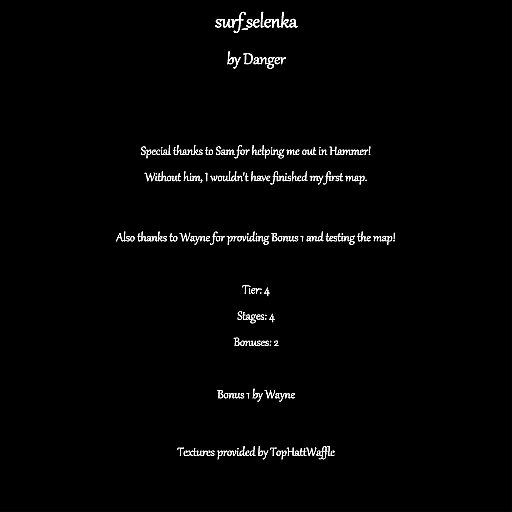 surf_selenka
by Danger
Special thanks to Sam for helping me out in Hammer!
Without him, I wouldn't have finished my first map.
Also thanks to Wayne for providing Bonus 1 and testing the map!
Tier: 4
Stages: 4
Bonuses: 2
Bonus 1 by Wayne
Textures provided by TopHattWaffle